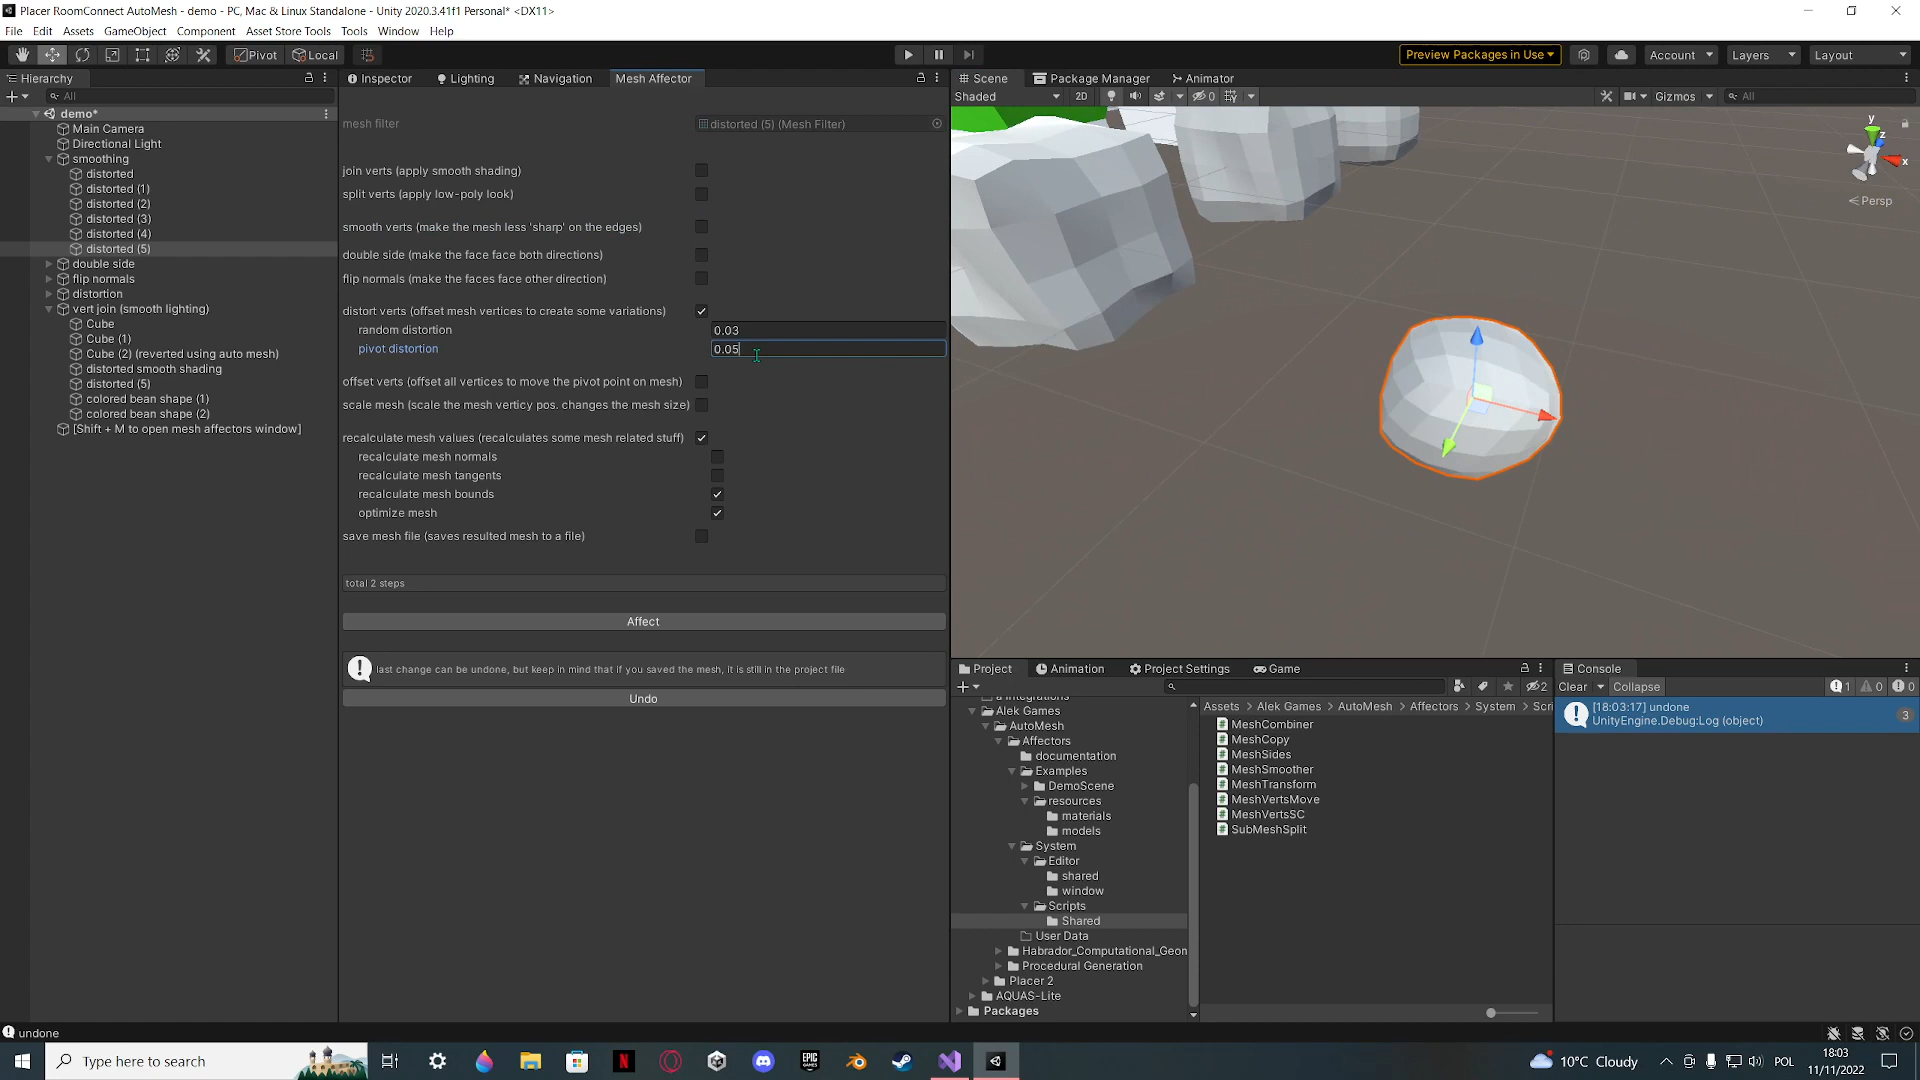 Placer RoomConnect AutoMesh - demo - PC, Mac & Linux Standalone - Unity 2020.3.41f1 Personal* <DX11>
File Edit Assets GameObject Component Asset Store Tools Tools Window Help
Pivot Local Preview Packages in Use Account Layers Layout
Hierarchy
All
demo*
Main Camera
Directional Light
smoothing
distorted
distorted (1)
distorted (2)
distorted (3)
distorted (4)
distorted (5)
double side
flip normals
distortion
vert join (smooth lighting)
Cube
Cube (1)
Cube (2) (reverted using auto mesh)
distorted smooth shading
distorted (5)
colored bean shape (1)
colored bean shape (2)
[Shift + M to open mesh affectors window]
Inspector Lighting Navigation Mesh Affector
mesh filter distorted (5) (Mesh Filter)
join verts (apply smooth shading)
split verts (apply low-poly look)
smooth verts (make the mesh less 'sharp' on the edges)
double side (make the face face both directions)
flip normals (make the faces face other direction)
distort verts (offset mesh vertices to create some variations)
random distortion 0.03
pivot distortion 0.05
offset verts (offset all vertices to move the pivot point on mesh)
scale mesh (scale the mesh verticy pos. changes the mesh size)
recalculate mesh values (recalculates some mesh related stuff)
recalculate mesh normals
recalculate mesh tangents
recalculate mesh bounds
optimize mesh
save mesh file (saves resulted mesh to a file)
total 2 steps
Affect
last change can be undone, but keep in mind that if you saved the mesh, it is still in the project file
Undo
Scene Package Manager Animator
Shaded 2D 0 Gizmos All
y
z
x
Persp
Project Animation Project Settings Game
2
Alek Games
AutoMesh
Affectors
documentation
Examples
DemoScene
resources
materials
models
System
Editor
shared
window
Scripts
Shared
User Data
Habrador_Computational_Geon
Procedural Generation
Placer 2
AQUAS-Lite
Packages
Assets > Alek Games > AutoMesh > Affectors > System > Scri
MeshCombiner
MeshCopy
MeshSides
MeshSmoother
MeshTransform
MeshVertsMove
MeshVertsSC
SubMeshSplit
Console
Clear Collapse 1 0 0
[18:03:17] undone
UnityEngine.Debug:Log (object)
3
undone
Type here to search
EPIC GAMES
10°C Cloudy
POL
18:03
11/11/2022